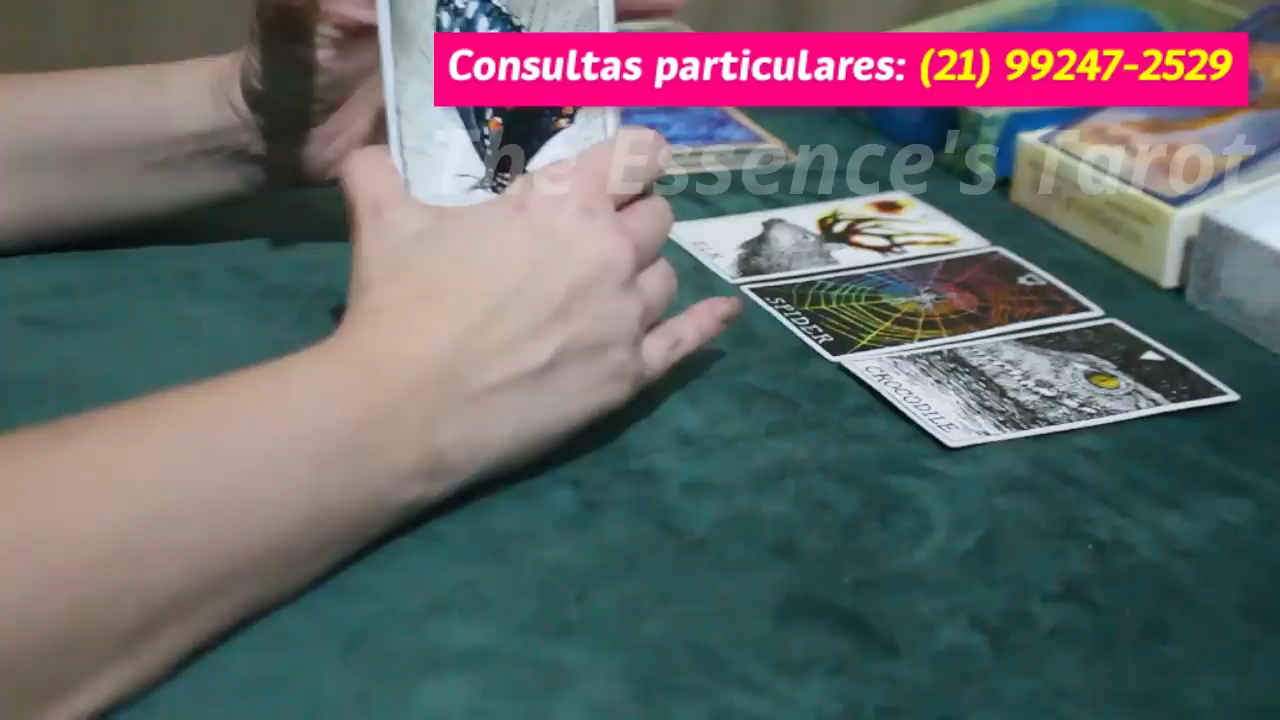 Consultas particulares: (21) 99247-2529
The Essence's Tarot
ELK
SPIDER
CROCODILE